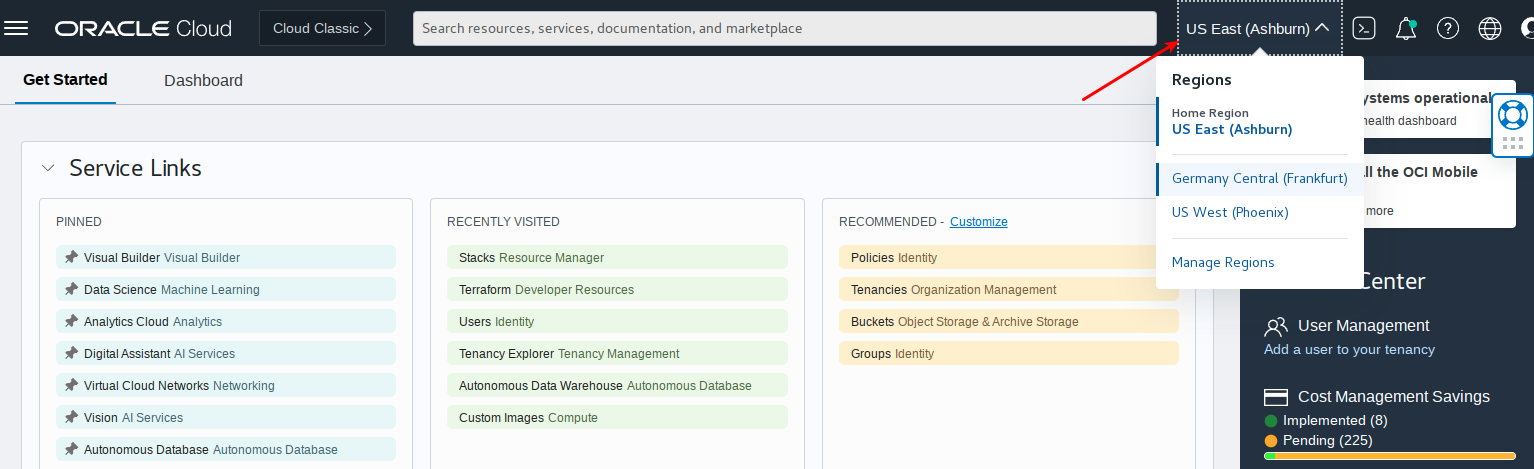 ORACLE Cloud
Cloud Classic
Search resources, services, documentation, and marketplace
US East (Ashburn)
Get Started
Dashboard
Regions
Home Region
US East (Ashburn)
Germany Central (Frankfurt)
US West (Phoenix)
Manage Regions
ystems operational
health dashboard
ll the OCI Mobile
more
Service Links
PINNED
Visual Builder Visual Builder
Data Science Machine Learning
Analytics Cloud Analytics
Digital Assistant AI Services
Virtual Cloud Networks Networking
Vision AI Services
Autonomous Database Autonomous Database
RECENTLY VISITED
Stacks Resource Manager
Terraform Developer Resources
Users Identity
Tenancy Explorer Tenancy Management
Autonomous Data Warehouse Autonomous Database
Custom Images Compute
RECOMMENDED - Customize
Policies Identity
Tenancies Organization Management
Buckets Object Storage & Archive Storage
Groups Identity
Center
User Management
Add a user to your tenancy
Cost Management Savings
Implemented (8)
Pending (225)